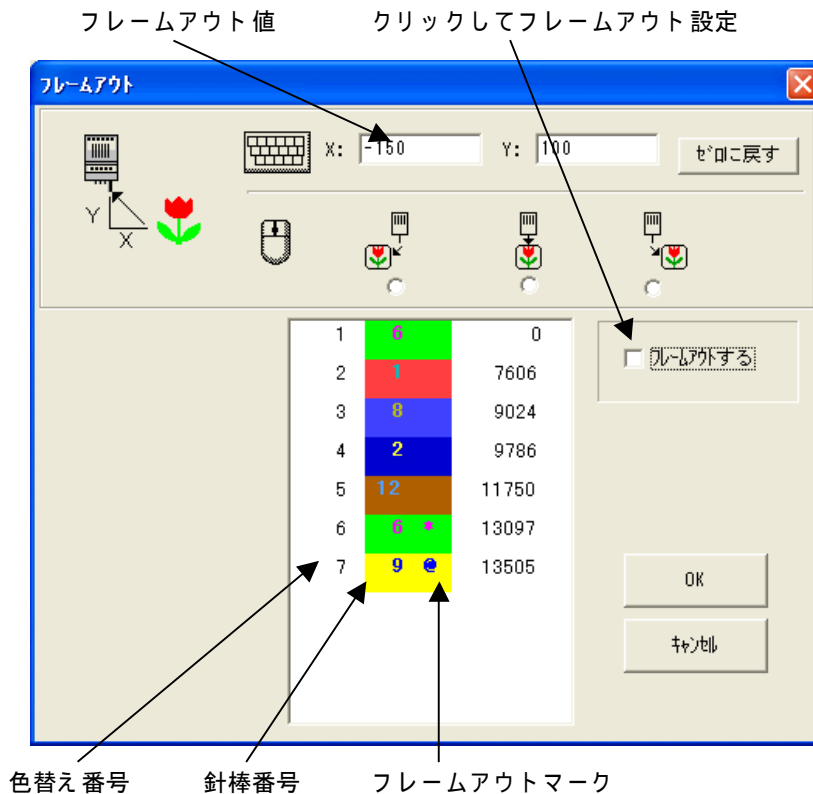 フレームアウト値 クリックしてフレームアウト設定
ﾌﾚｰﾑｱｳﾄ
X: -150 Y: 100 ｾﾞﾛに戻す
Y
X
1 6 0
ﾌﾚｰﾑｱｳﾄする
2 1 7606
3 8 9024
4 2 9786
5 12 11750
6 6 * 13097
7 9 @ 13505
OK
ｷｬﾝｾﾙ
色替え番号 針棒番号 フレームアウトマーク